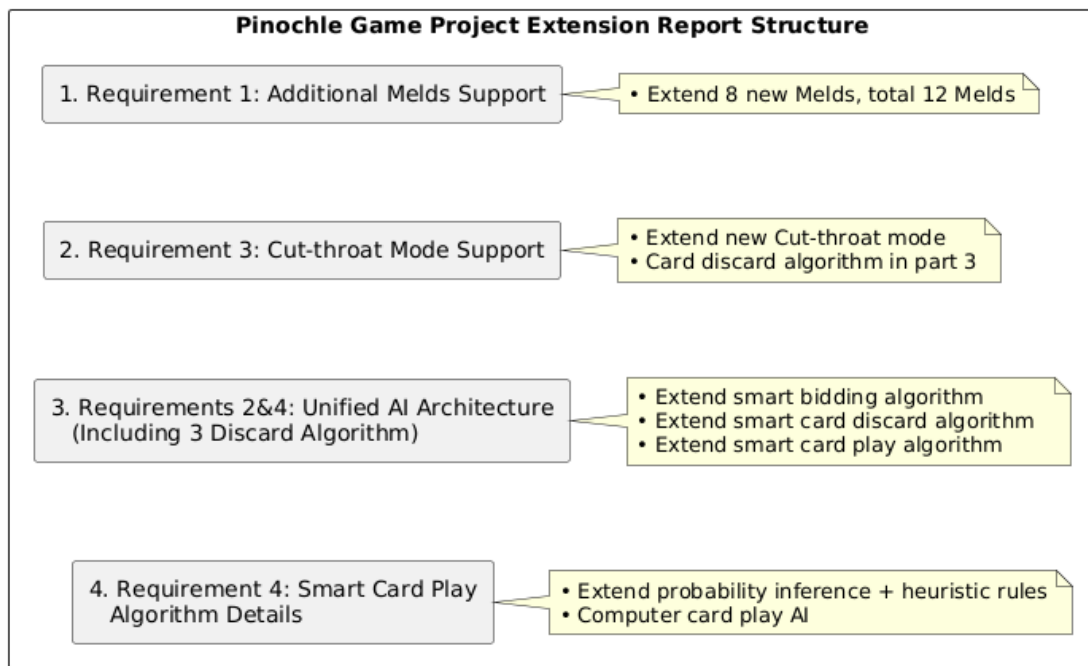 Pinochle Game Project Extension Report Structure
1. Requirement 1: Additional Melds Support
• Extend 8 new Melds, total 12 Melds
2. Requirement 3: Cut-throat Mode Support
• Extend new Cut-throat mode
• Card discard algorithm in part 3
3. Requirements 2&4: Unified AI Architecture
(Including 3 Discard Algorithm)
• Extend smart bidding algorithm
• Extend smart card discard algorithm
• Extend smart card play algorithm
4. Requirement 4: Smart Card Play
Algorithm Details
• Extend probability inference + heuristic rules
• Computer card play AI